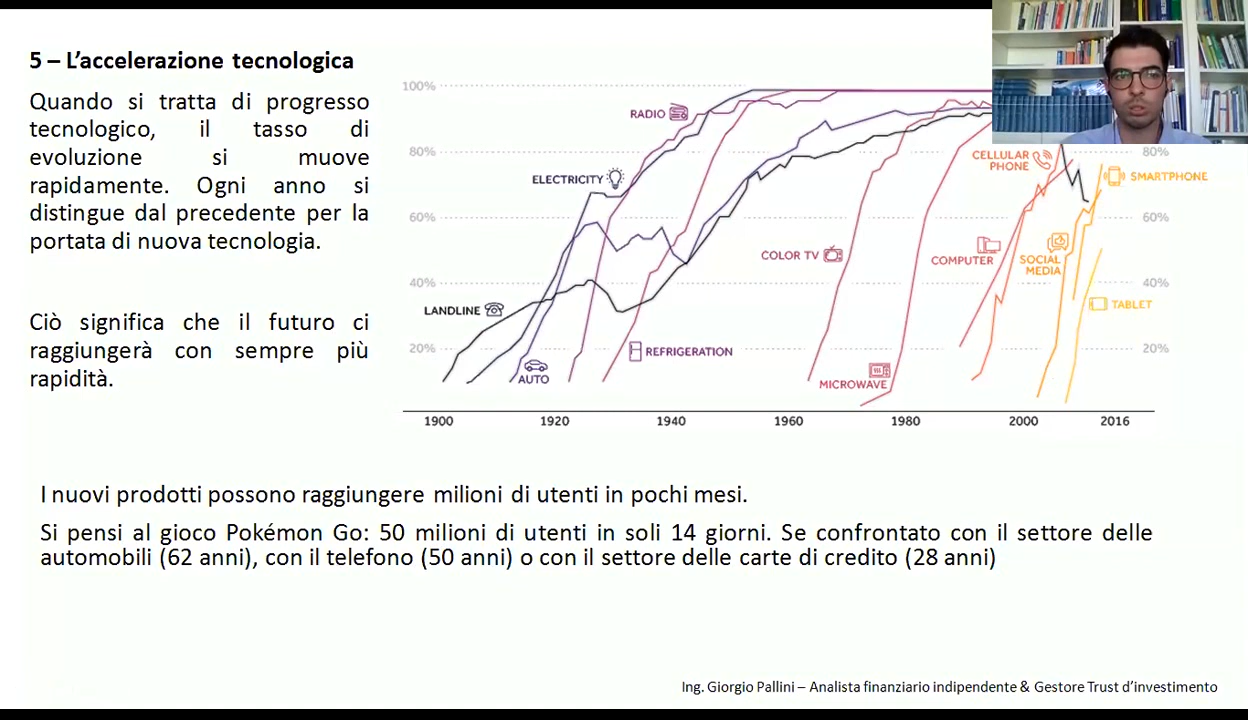 5 – L’accelerazione tecnologica
Quando si tratta di progresso
tecnologico, il tasso di
evoluzione si muove
rapidamente. Ogni anno si
distingue dal precedente per la
portata di nuova tecnologia.
Ciò significa che il futuro ci
raggiungerà con sempre più
rapidità.
100%
80%
60%
40%
20%
RADIO
ELECTRICITY
LANDLINE
AUTO
REFRIGERATION
COLOR TV
MICROWAVE
COMPUTER
CELLULAR
PHONE
SOCIAL
MEDIA
SMARTPHONE
TABLET
80%
60%
40%
20%
1900
1920
1940
1960
1980
2000
2016
I nuovi prodotti possono raggiungere milioni di utenti in pochi mesi.
Si pensi al gioco Pokémon Go: 50 milioni di utenti in soli 14 giorni. Se confrontato con il settore delle
automobili (62 anni), con il telefono (50 anni) o con il settore delle carte di credito (28 anni)
Ing. Giorgio Pallini – Analista finanziario indipendente & Gestore Trust d’investimento